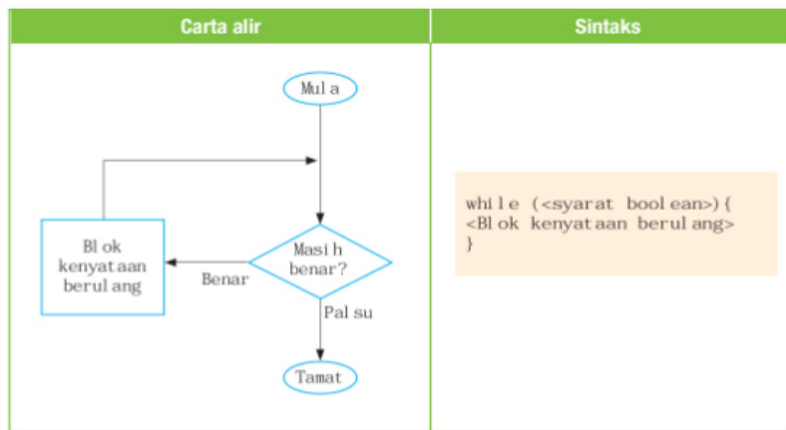 Carta alir
Sintaks
Mula
Masih
benar?
Benar
Blok
kenyataan
berulang
Palsu
Tamat
while (<syarat boolean>){
<Blok kenyataan berulang>
}